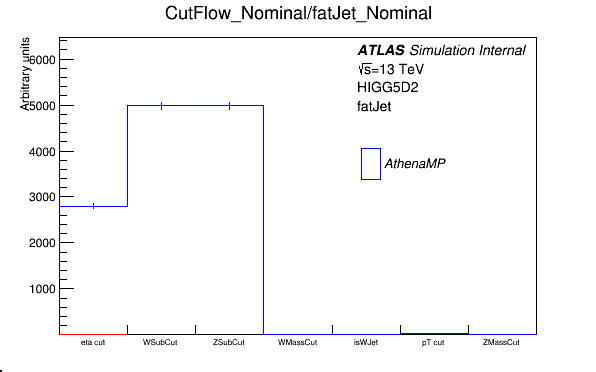 CutFlow_Nominal/fatJet_Nominal
Arbitrary units
6000
5000
4000
3000
2000
1000
ATLAS Simulation Internal
√s=13 TeV
HIGG5D2
fatJet
AthenaMP
eta cut WSubCut ZSubCut WMassCut isWJet pT cut ZMassCut